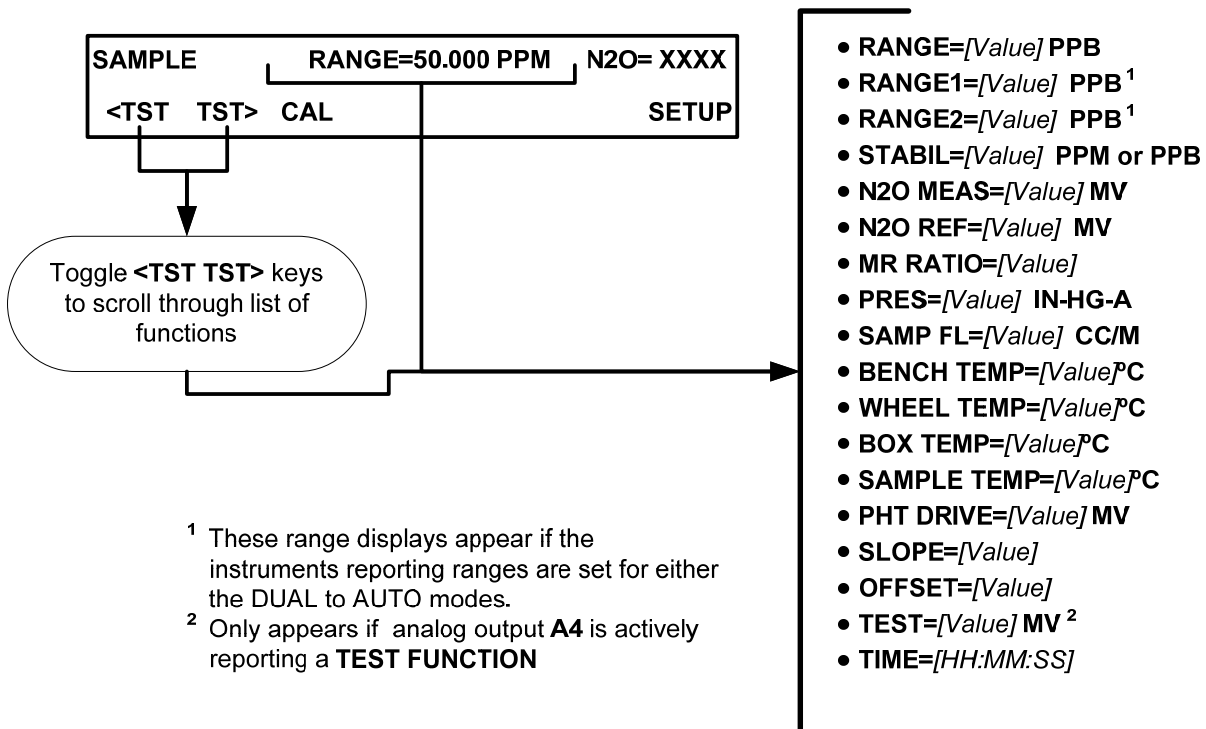 SAMPLE RANGE=50.000 PPM N2O= XXXX
<TST TST> CAL SETUP
Toggle <TST TST> keys
to scroll through list of
functions
1 These range displays appear if the
instruments reporting ranges are set for either
the DUAL to AUTO modes.
2 Only appears if analog output A4 is actively
reporting a TEST FUNCTION
• RANGE=[Value] PPB
• RANGE1=[Value] PPB 1
• RANGE2=[Value] PPB 1
• STABIL=[Value] PPM or PPB
• N2O MEAS=[Value] MV
• N2O REF=[Value] MV
• MR RATIO=[Value]
• PRES=[Value] IN-HG-A
• SAMP FL=[Value] CC/M
• BENCH TEMP=[Value]ºC
• WHEEL TEMP=[Value]ºC
• BOX TEMP=[Value]ºC
• SAMPLE TEMP=[Value]ºC
• PHT DRIVE=[Value] MV
• SLOPE=[Value]
• OFFSET=[Value]
• TEST=[Value] MV 2
• TIME=[HH:MM:SS]